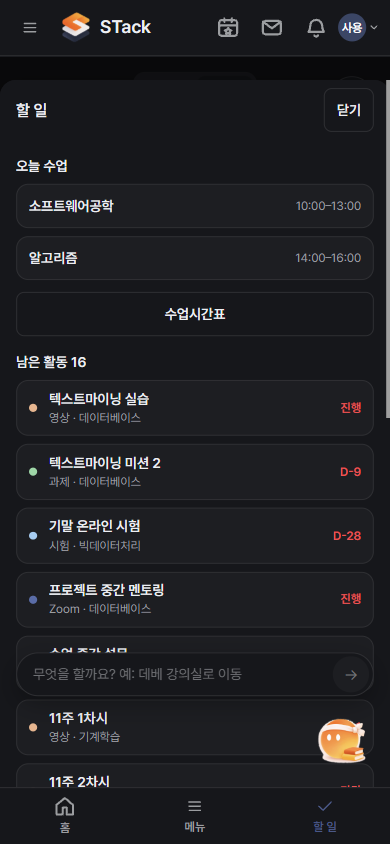 STack
사용
할 일
닫기
오늘 수업
소프트웨어공학
10:00–13:00
알고리즘
14:00–16:00
수업시간표
남은 활동 16
텍스트마이닝 실습
영상 · 데이터베이스
진행
텍스트마이닝 미션 2
과제 · 데이터베이스
D-9
기말 온라인 시험
시험 · 빅데이터처리
D-28
프로젝트 중간 멘토링
Zoom · 데이터베이스
진행
무엇을 할까요? 예: 데베 강의실로 이동
11주 1차시
영상 · 기계학습
11주 2차시
홈
메뉴
할 일